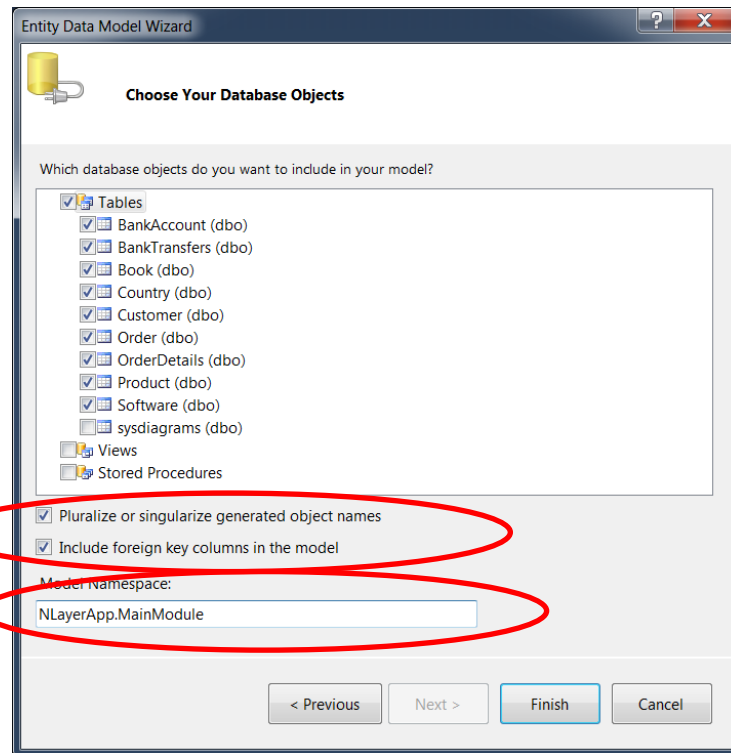 Entity Data Model Wizard
?
X
Choose Your Database Objects
Which database objects do you want to include in your model?
Tables
BankAccount (dbo)
BankTransfers (dbo)
Book (dbo)
Country (dbo)
Customer (dbo)
Order (dbo)
OrderDetails (dbo)
Product (dbo)
Software (dbo)
sysdiagrams (dbo)
Views
Stored Procedures
Pluralize or singularize generated object names
Include foreign key columns in the model
Model Namespace:
NLayerApp.MainModule
< Previous Next > Finish Cancel